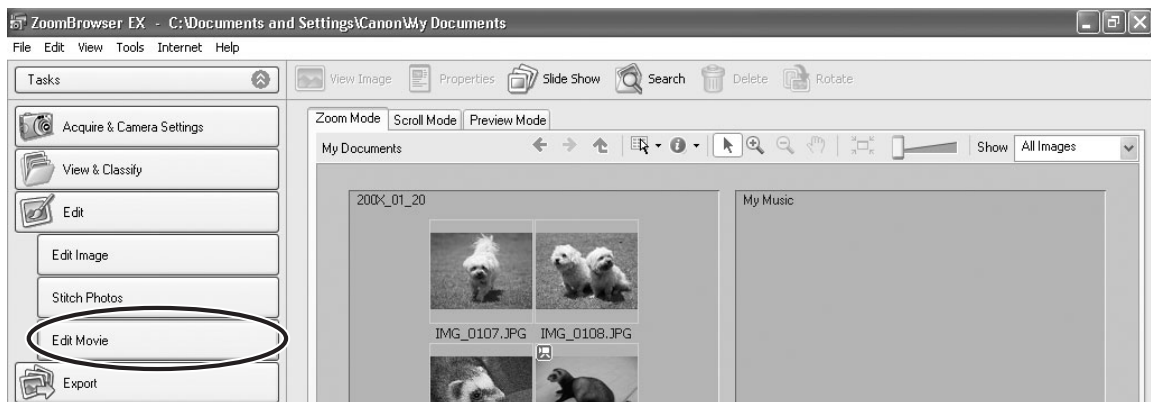 ZoomBrowser EX - C:\Documents and Settings\Canon\My Documents
File Edit View Tools Internet Help
Tasks
View Image Properties Slide Show Search Delete Rotate
Acquire & Camera Settings
View & Classify
Edit
Edit Image
Stitch Photos
Edit Movie
Export
Zoom Mode Scroll Mode Preview Mode
My Documents Show All Images
200X_01_20 My Music
IMG_0107.JPG IMG_0108.JPG